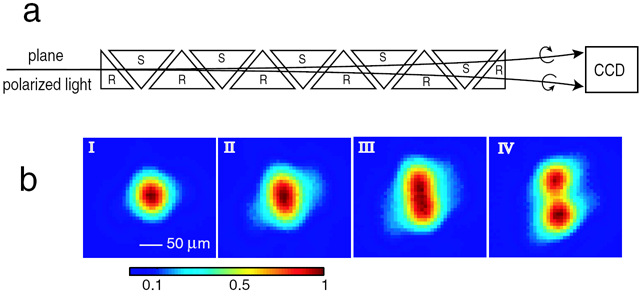 a
plane
polarized light
S S S S S
R R R R R R
CCD
b
I II III IV
50 μm
0.1 0.5 1